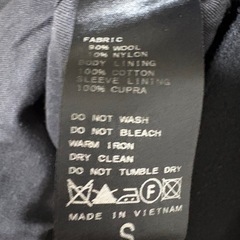 FABRIC
90% WOOL
10% NYLON
BODY LINING
100% COTTON
SLEEVE LINING
100% CUPRA
DO NOT WASH
DO NOT BLEACH
WARM IRON
DRY CLEAN
DO NOT TUMBLE DRY
F
MADE IN VIETNAM
S